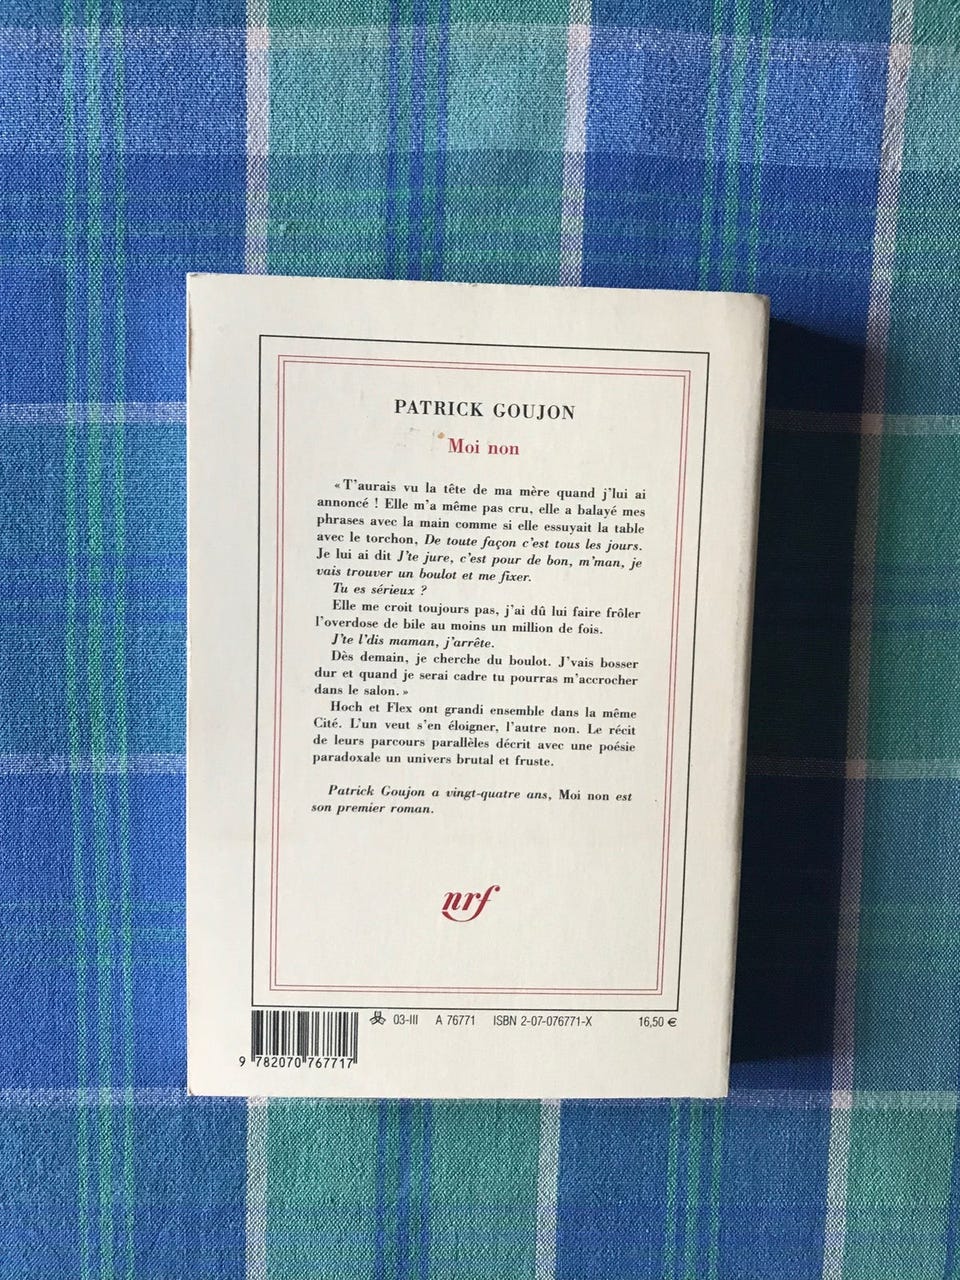 PATRICK GOUJON
Moi non
« T'aurais vu la tête de ma mère quand j'lui ai
annoncé ! Elle m'a même pas cru, elle a balayé mes
phrases avec la main comme si elle essuyait la table
avec le torchon, De toute façon c'est tous les jours.
Je lui ai dit J'te jure, c'est pour de bon, m'man, je
vais trouver un boulot et me fixer.
Tu es sérieux ?
Elle me croit toujours pas, j'ai dû lui faire frôler
l'overdose de bile au moins un million de fois.
J'te l'dis maman, j'arrête.
Dès demain, je cherche du boulot. J'vais bosser
dur et quand je serai cadre tu pourras m'accrocher
dans le salon. »
Hoch et Flex ont grandi ensemble dans la même
Cité. L'un veut s'en éloigner, l'autre non. Le récit
de leurs parcours parallèles décrit avec une poésie
paradoxale un univers brutal et fruste.
Patrick Goujon a vingt-quatre ans, Moi non est
son premier roman.
nrf
03-III A 76771 ISBN 2-07-076771-X 16,50 €
9 782070 767717